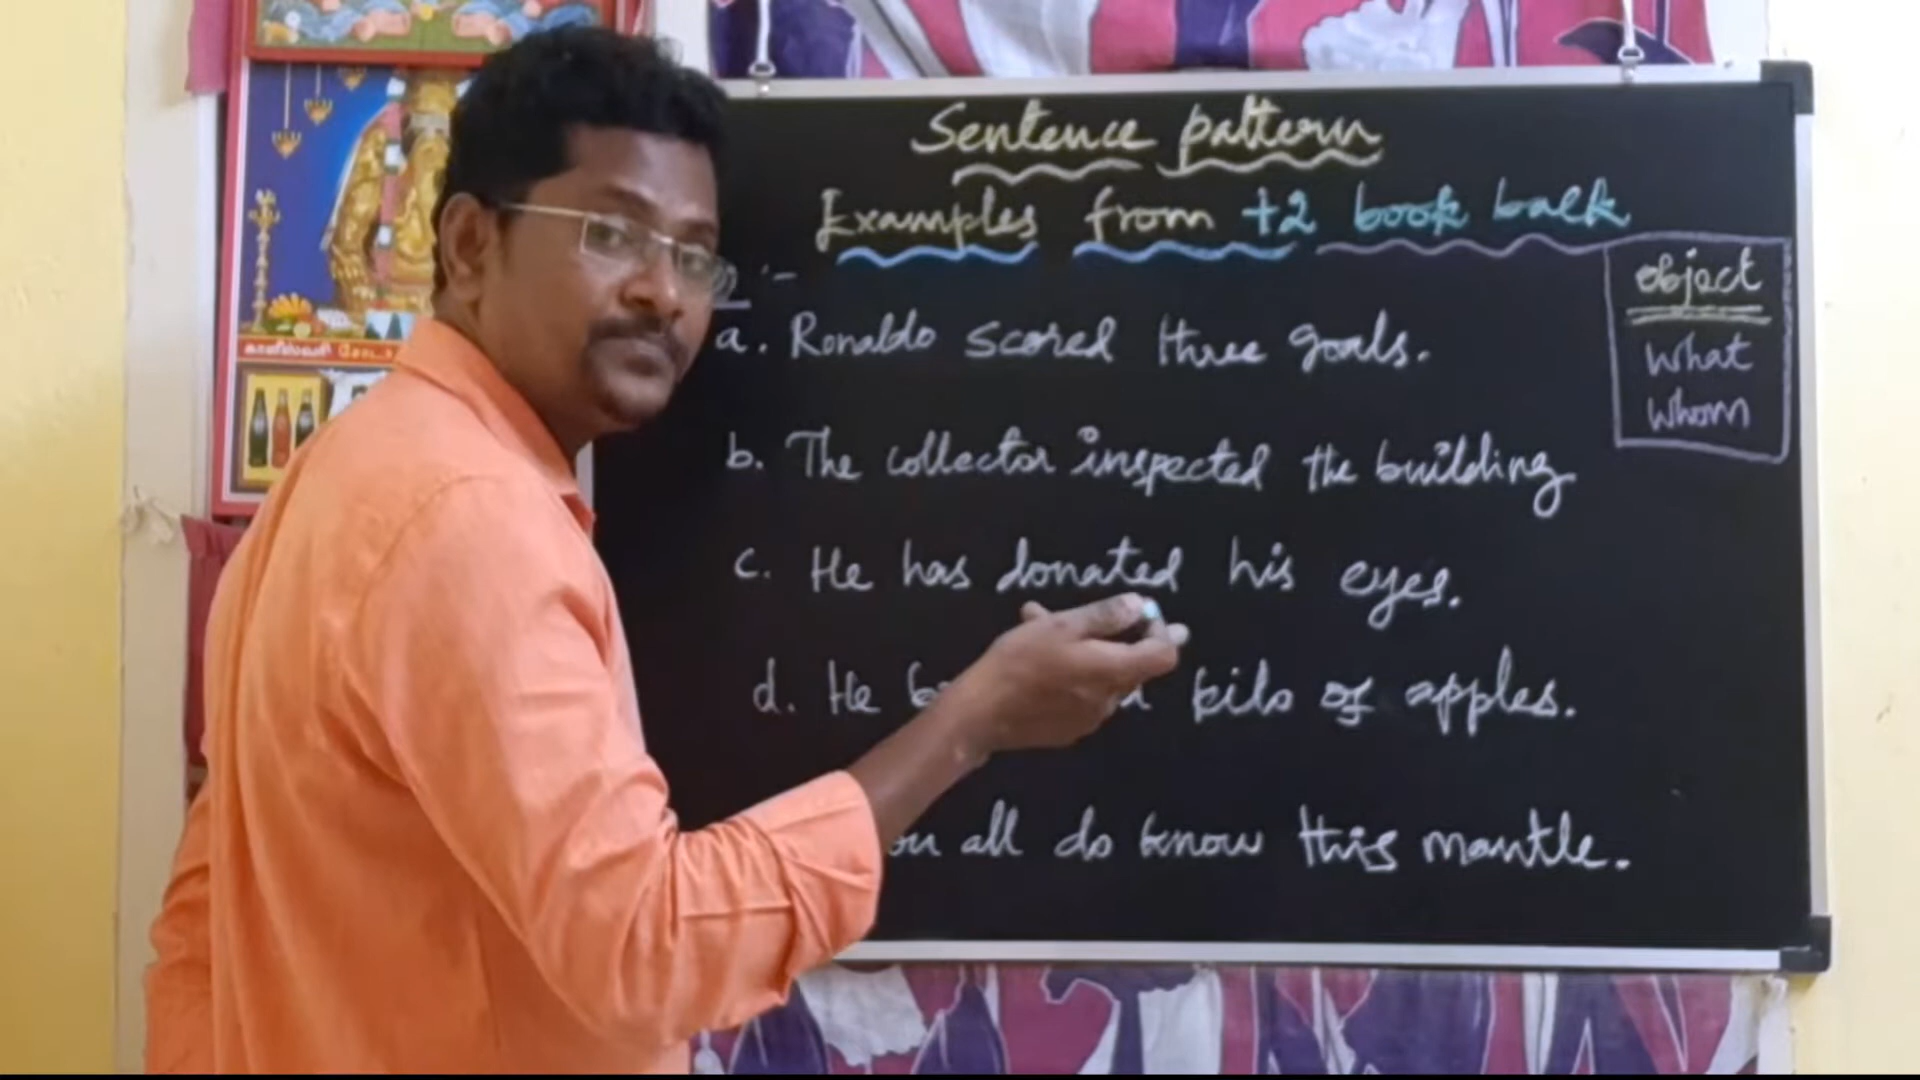 Sentence pattern
Examples from +2 book back
:-
object
What
Whom
a. Ronaldo scored three goals.
b. The collector inspected the building
c. He has donated his eyes.
d. He kilo of apples.
all do know this mantle.
காளீஸ்வரி சோடா